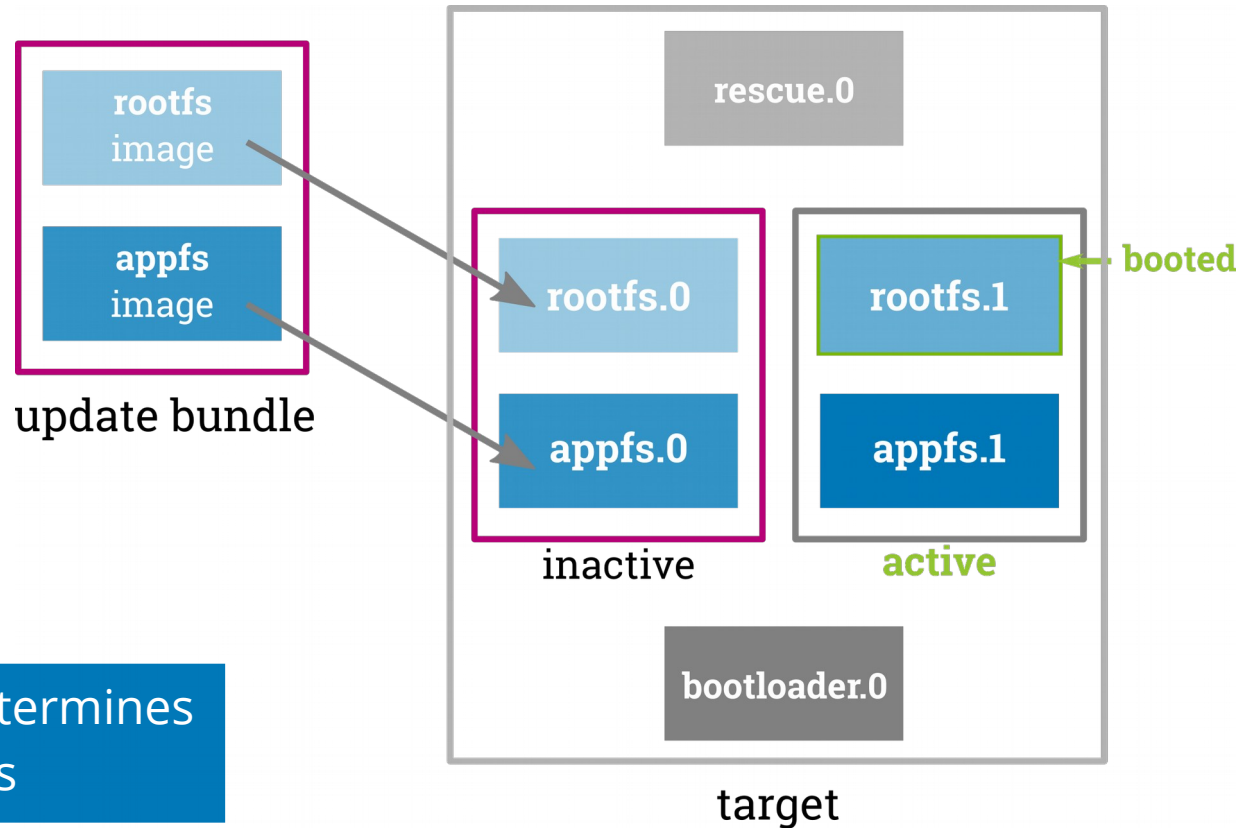 rootfs
image
appfs
image
update bundle
rescue.0
rootfs.0
rootfs.1
booted
appfs.0
appfs.1
inactive
active
bootloader.0
target
termines
s